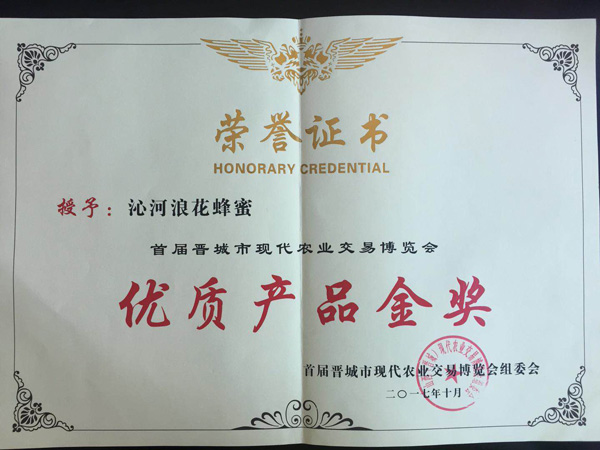 荣誉证书
HONORARY CREDENTIAL
授予：沁河浪花蜂蜜
首届晋城市现代农业交易博览会
优质产品金奖
首届晋城市现代农业交易博览会组委会
二〇一七年十月